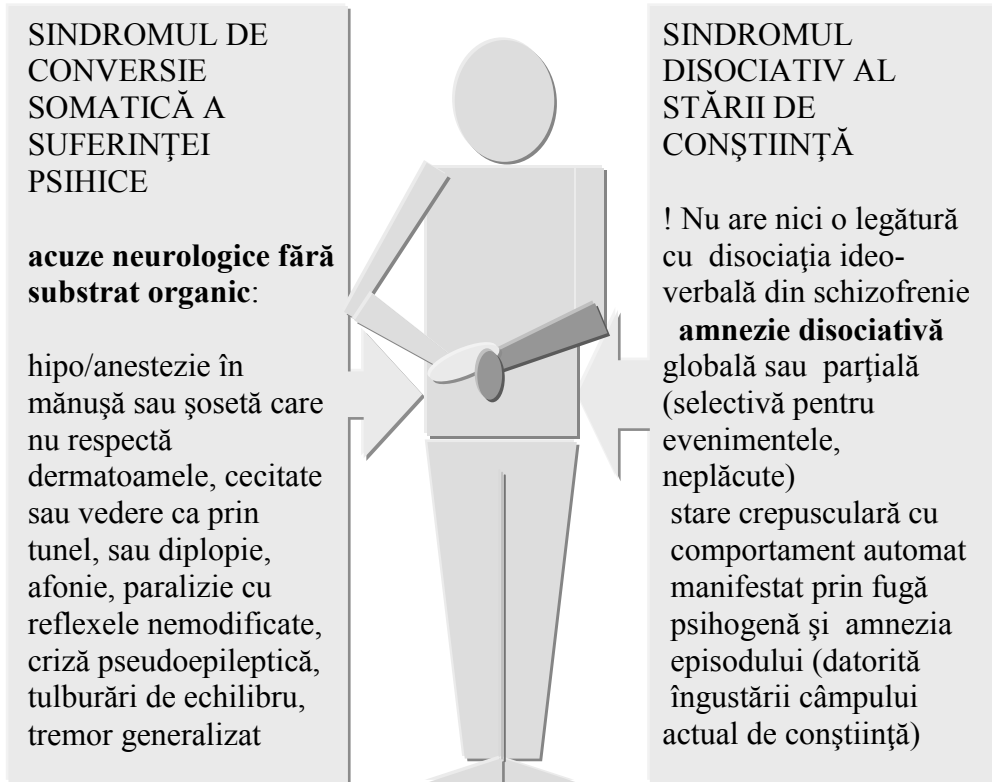 SINDROMUL DE
CONVERSIE
SOMATICĂ A
SUFERINŢEI
PSIHICE
acuze neurologice fără
substrat organic:
hipo/anestezie în
mănuşă sau şosetă care
nu respectă
dermatoamele, cecitate
sau vedere ca prin
tunel, sau diplopie,
afonie, paralizie cu
reflexele nemodificate,
criză pseudoepileptică,
tulburări de echilibru,
tremor generalizat
SINDROMUL
DISOCIATIV AL
STĂRII DE
CONŞTIINŢĂ
! Nu are nici o legătură
cu disociaţia ideo-
verbală din schizofrenie
amnezie disociativă
globală sau parţială
(selectivă pentru
evenimentele,
neplăcute)
stare crepusculară cu
comportament automat
manifestat prin fugă
psihogenă şi amnezia
episodului (datorită
îngustării câmpului
actual de conştiinţă)